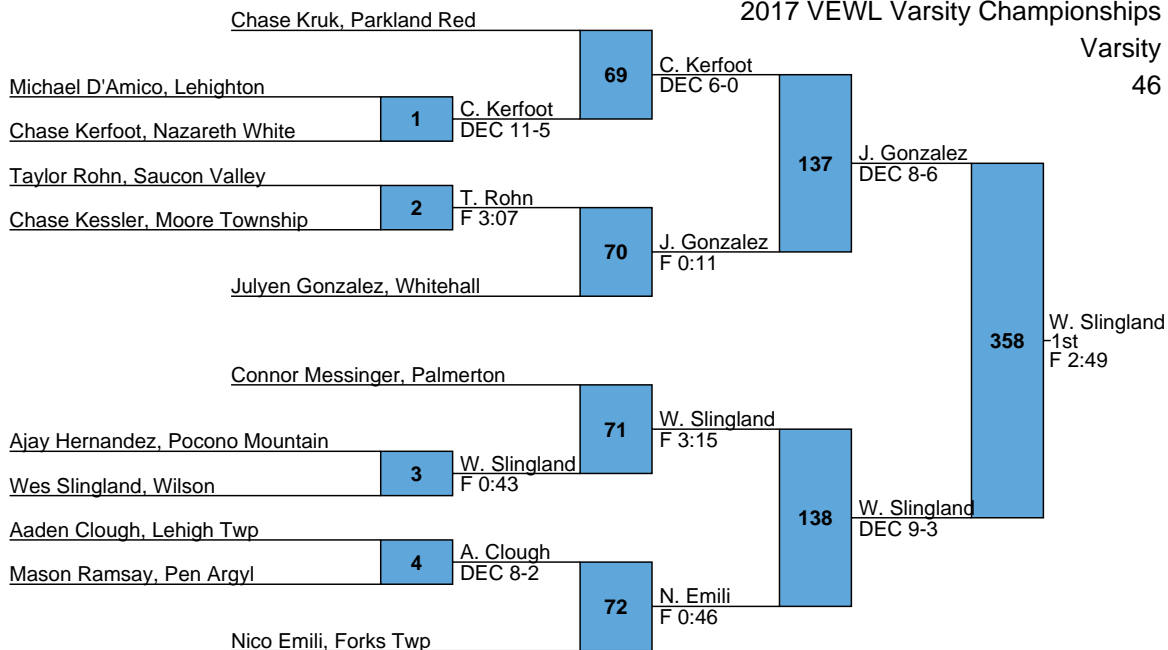 2017 VEWL Varsity Championships
Varsity
46
Chase Kruk, Parkland Red
69
C. Kerfoot
DEC 6-0
Michael D'Amico, Lehighton
1
C. Kerfoot
DEC 11-5
Chase Kerfoot, Nazareth White
137
J. Gonzalez
DEC 8-6
Taylor Rohn, Saucon Valley
2
T. Rohn
F 3:07
Chase Kessler, Moore Township
70
J. Gonzalez
F 0:11
Julyen Gonzalez, Whitehall
358
W. Slingland
1st
F 2:49
Connor Messinger, Palmerton
71
W. Slingland
F 3:15
Ajay Hernandez, Pocono Mountain
3
W. Slingland
F 0:43
Wes Slingland, Wilson
138
W. Slingland
DEC 9-3
Aaden Clough, Lehigh Twp
4
A. Clough
DEC 8-2
Mason Ramsay, Pen Argyl
72
N. Emili
F 0:46
Nico Emili, Forks Twp